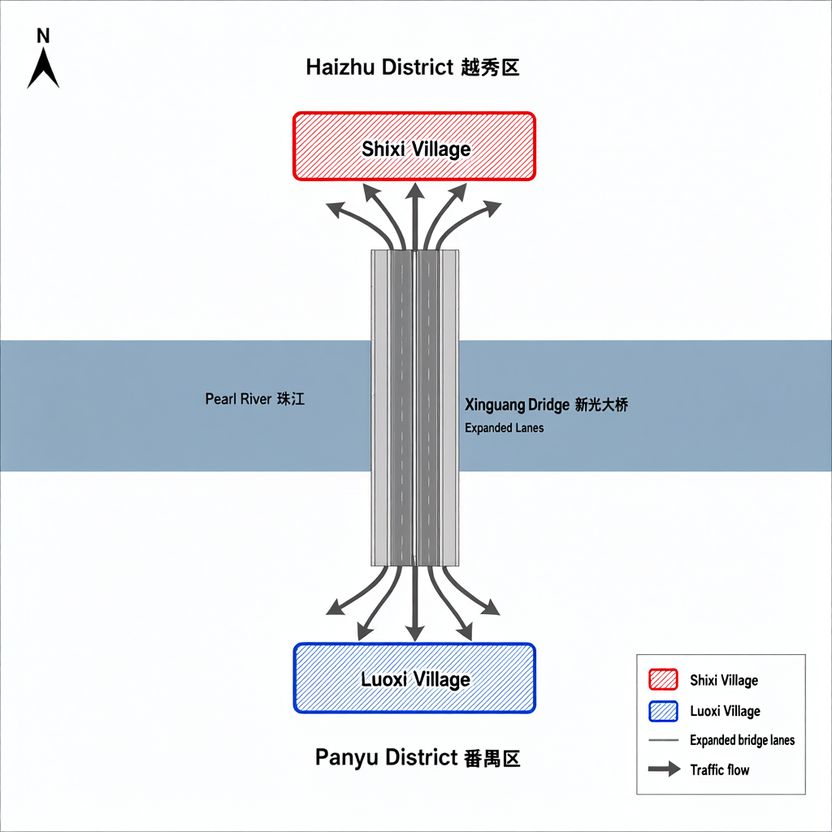 N
Haizhu District 越秀区
Shixi Village
Pearl River 珠江
Xinguang Dridge 新光大桥
Expanded Lanes
Luoxi Village
Panyu District 番禺区
Shixi Village
Luoxi Village
Expanded bridge lanes
Traffic flow